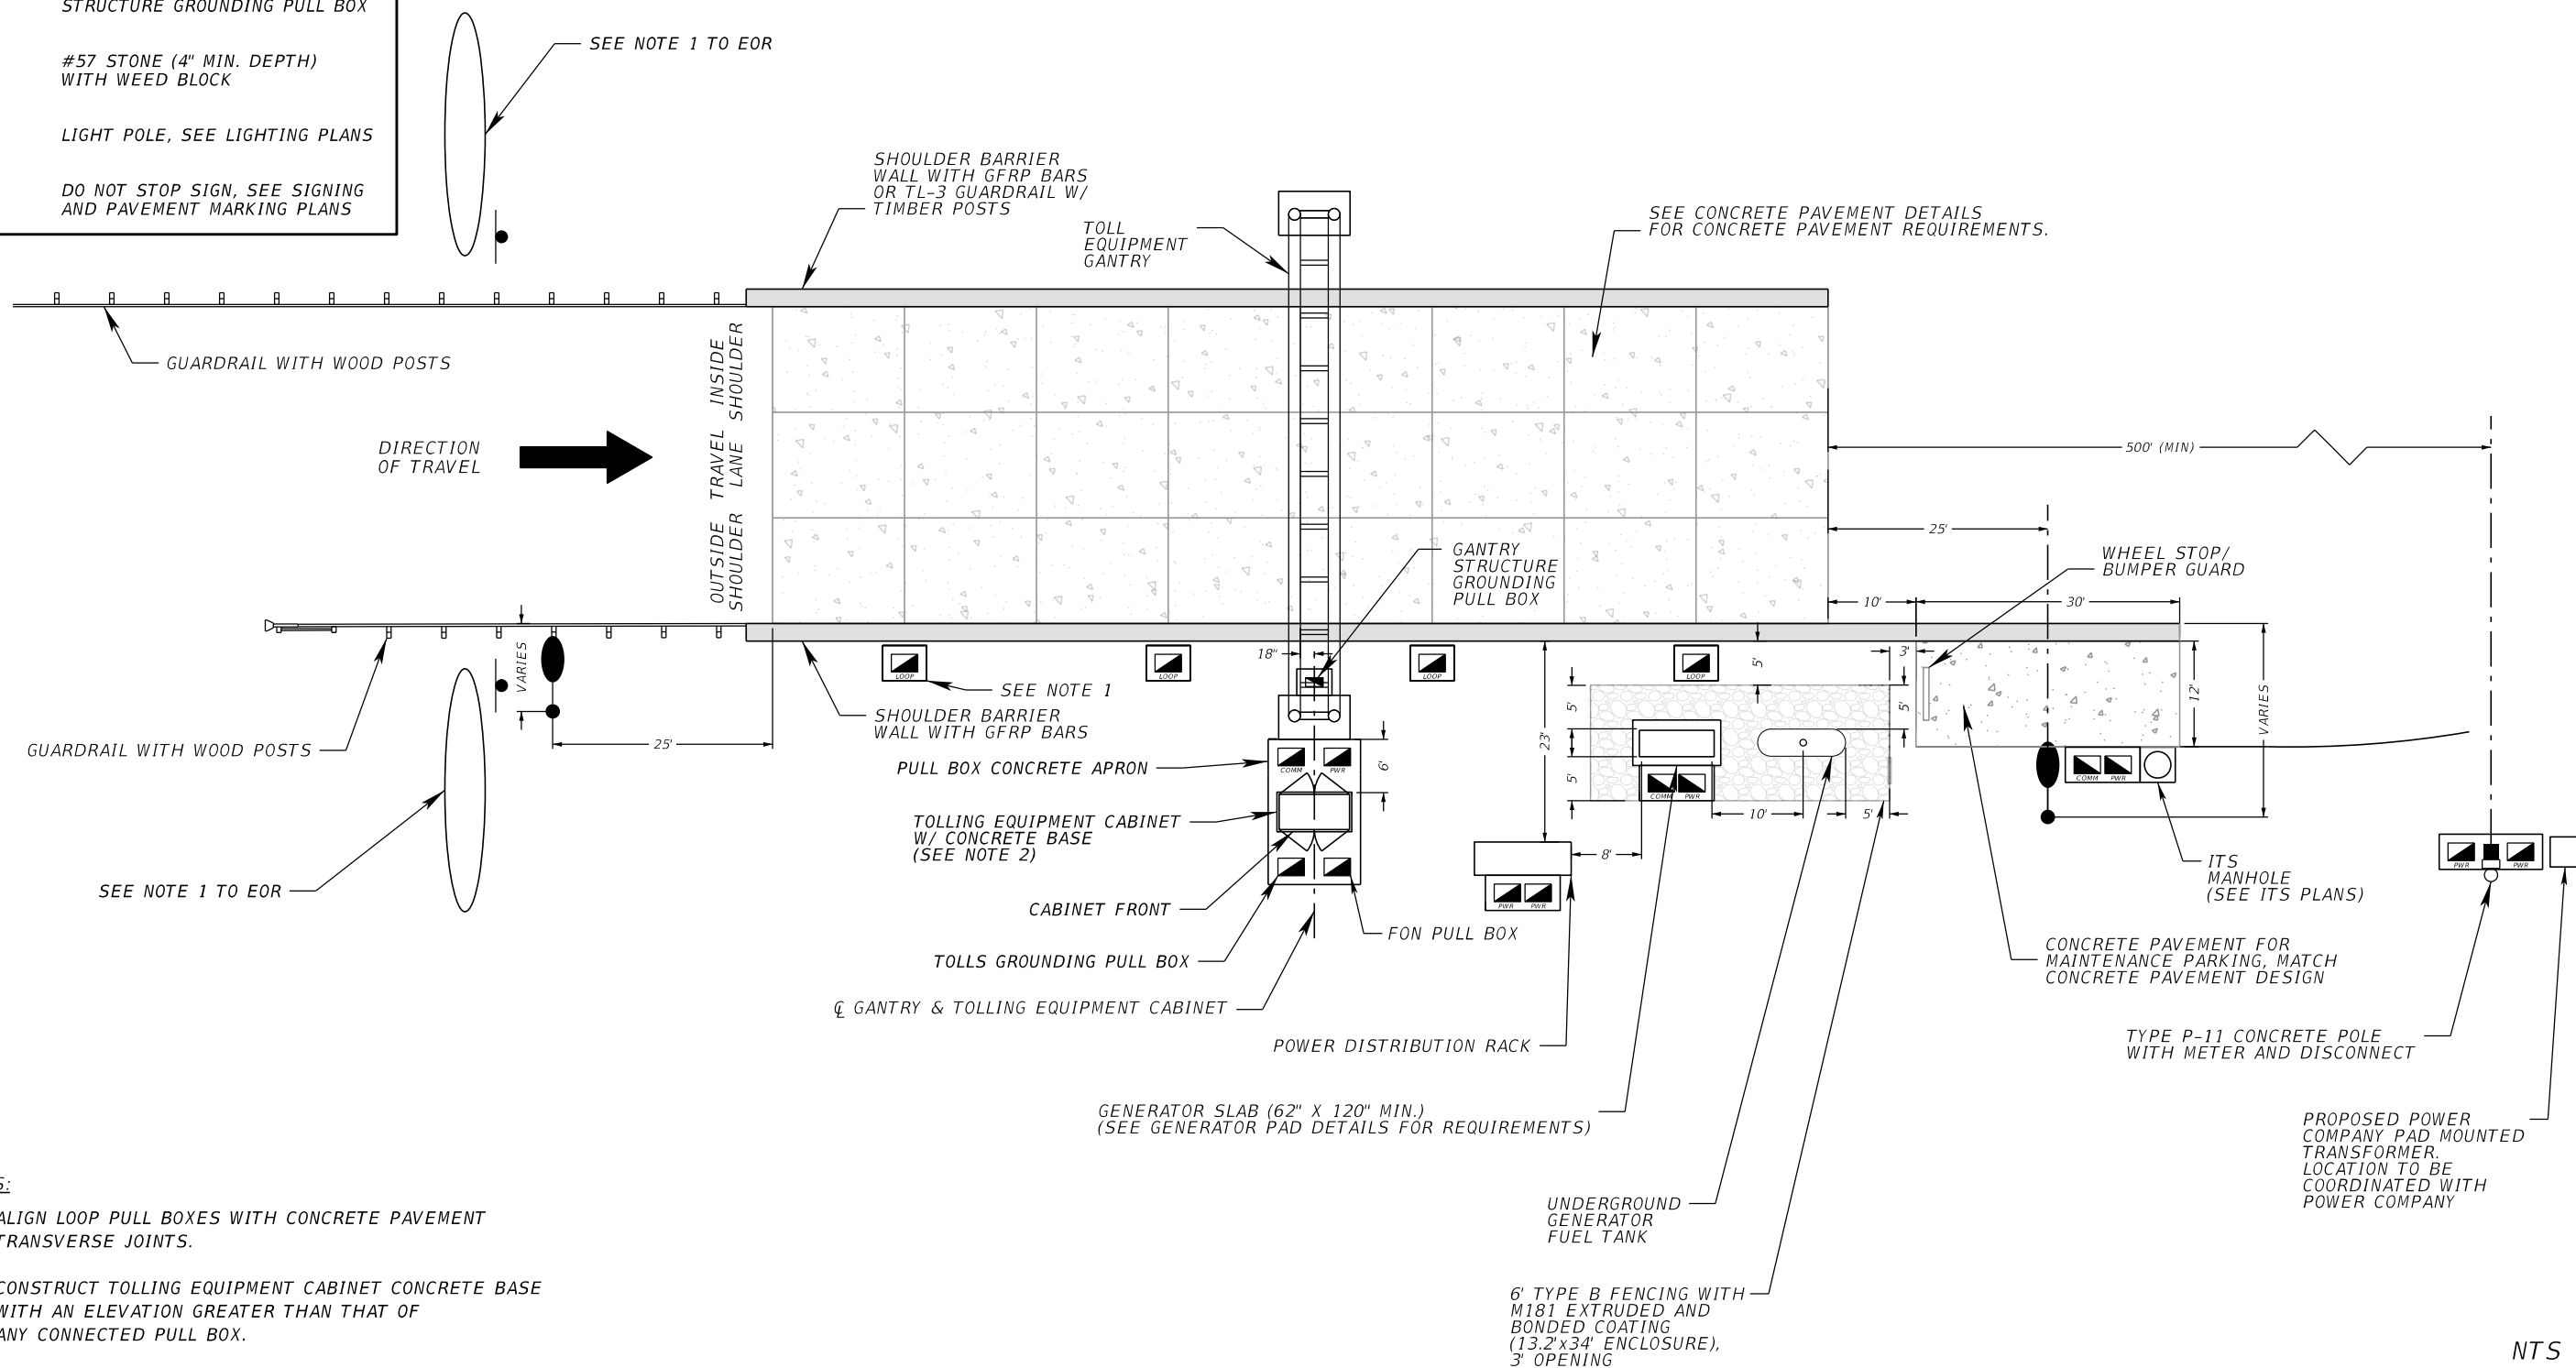 STRUCTURE GROUNDING PULL BOX
#57 STONE (4" MIN. DEPTH)
WITH WEED BLOCK
LIGHT POLE, SEE LIGHTING PLANS
DO NOT STOP SIGN, SEE SIGNING
AND PAVEMENT MARKING PLANS
SEE NOTE 1 TO EOR
SHOULDER BARRIER
WALL WITH GFRP BARS
OR TL-3 GUARDRAIL W/
TIMBER POSTS
TOLL
EQUIPMENT
GANTRY
SEE CONCRETE PAVEMENT DETAILS
FOR CONCRETE PAVEMENT REQUIREMENTS.
GUARDRAIL WITH WOOD POSTS
INSIDE
SHOULDER
TRAVEL
LANE
OUTSIDE
SHOULDER
DIRECTION
OF TRAVEL
500' (MIN)
25'
GANTRY
STRUCTURE
GROUNDING
PULL BOX
WHEEL STOP/
BUMPER GUARD
10'
30'
VARIES
18"
5'
3'
LOOP
LOOP
LOOP
LOOP
SEE NOTE 1
SHOULDER BARRIER
WALL WITH GFRP BARS
GUARDRAIL WITH WOOD POSTS
25'
23'
5'
5'
5'
12'
VARIES
PULL BOX CONCRETE APRON
COMM
PWR
6'
COMM
PWR
COMM
PWR
10'
5'
TOLLING EQUIPMENT CABINET
W/ CONCRETE BASE
(SEE NOTE 2)
8'
PWR
PWR
ITS
MANHOLE
(SEE ITS PLANS)
PWR
PWR
SEE NOTE 1 TO EOR
CABINET FRONT
FON PULL BOX
TOLLS GROUNDING PULL BOX
CONCRETE PAVEMENT FOR
MAINTENANCE PARKING, MATCH
CONCRETE PAVEMENT DESIGN
℄ GANTRY & TOLLING EQUIPMENT CABINET
POWER DISTRIBUTION RACK
TYPE P-11 CONCRETE POLE
WITH METER AND DISCONNECT
GENERATOR SLAB (62" X 120" MIN.)
(SEE GENERATOR PAD DETAILS FOR REQUIREMENTS)
PROPOSED POWER
COMPANY PAD MOUNTED
TRANSFORMER.
LOCATION TO BE
COORDINATED WITH
POWER COMPANY
UNDERGROUND
GENERATOR
FUEL TANK
6' TYPE B FENCING WITH
M181 EXTRUDED AND
BONDED COATING
(13.2'x34' ENCLOSURE),
3' OPENING
S:
ALIGN LOOP PULL BOXES WITH CONCRETE PAVEMENT
TRANSVERSE JOINTS.
CONSTRUCT TOLLING EQUIPMENT CABINET CONCRETE BASE
WITH AN ELEVATION GREATER THAN THAT OF
ANY CONNECTED PULL BOX.
NTS